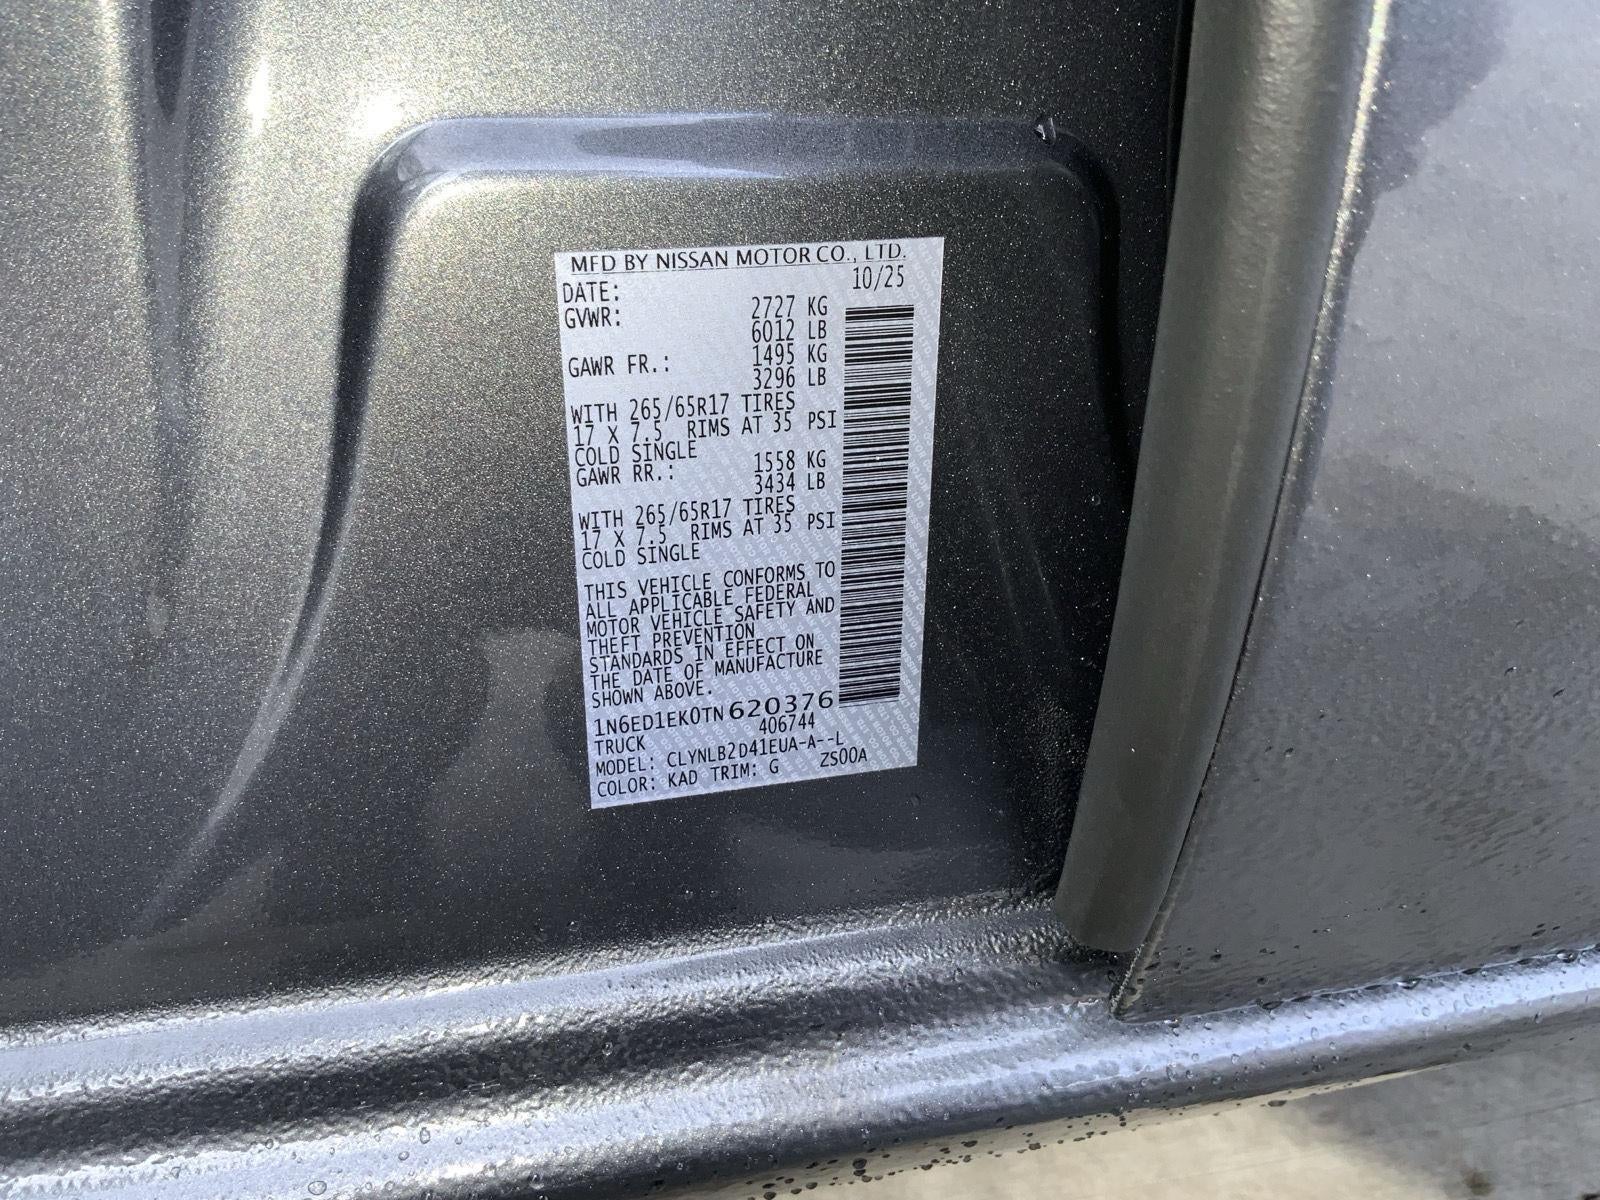 MFD BY NISSAN MOTOR CO., LTD.
DATE: 10/25
GVWR: 2727 KG
6012 LB
GAWR FR.: 1495 KG
3296 LB
WITH 265/65R17 TIRES
17 X 7.5 RIMS AT 35 PSI
COLD SINGLE
GAWR RR.: 1558 KG
3434 LB
WITH 265/65R17 TIRES
17 X 7.5 RIMS AT 35 PSI
COLD SINGLE
THIS VEHICLE CONFORMS TO
ALL APPLICABLE FEDERAL
MOTOR VEHICLE SAFETY AND
THEFT PREVENTION
STANDARDS IN EFFECT ON
THE DATE OF MANUFACTURE
SHOWN ABOVE.
1N6ED1EK0TN620376
TRUCK 406744
MODEL: CLYNLB2D41EUA-A--L
COLOR: KAD TRIM: G ZS00A